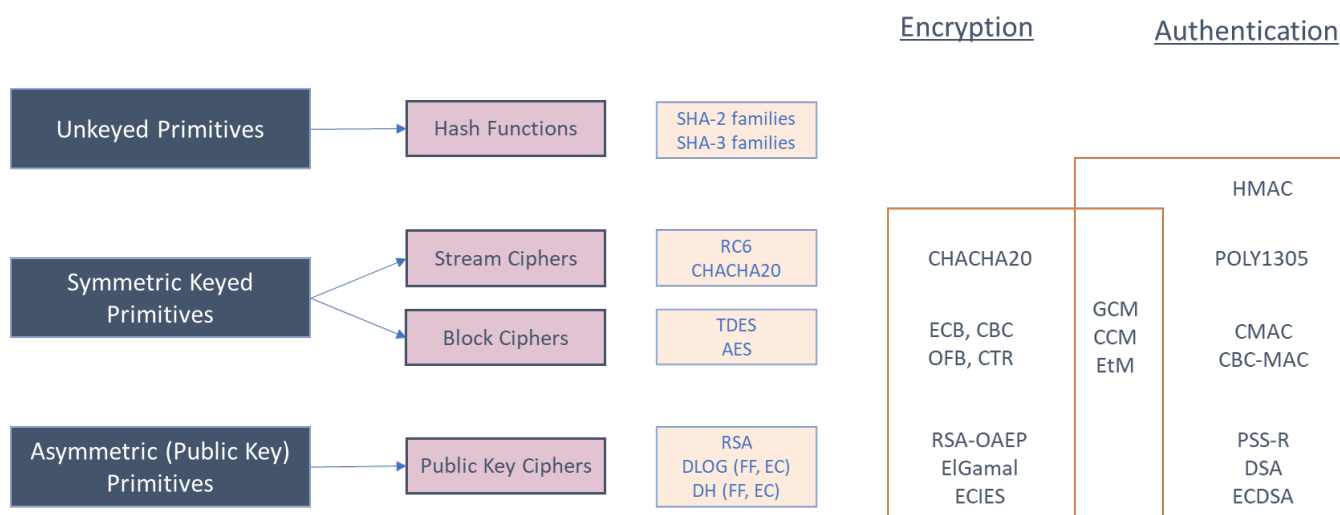 Encryption
Authentication
Unkeyed Primitives
Hash Functions
SHA-2 families
SHA-3 families
HMAC
Symmetric Keyed
Primitives
Stream Ciphers
RC6
CHACHA20
CHACHA20
POLY1305
Block Ciphers
TDES
AES
ECB, CBC
OFB, CTR
GCM
CCM
EtM
CMAC
CBC-MAC
Asymmetric (Public Key)
Primitives
Public Key Ciphers
RSA
DLOG (FF, EC)
DH (FF, EC)
RSA-OAEP
ElGamal
ECIES
PSS-R
DSA
ECDSA